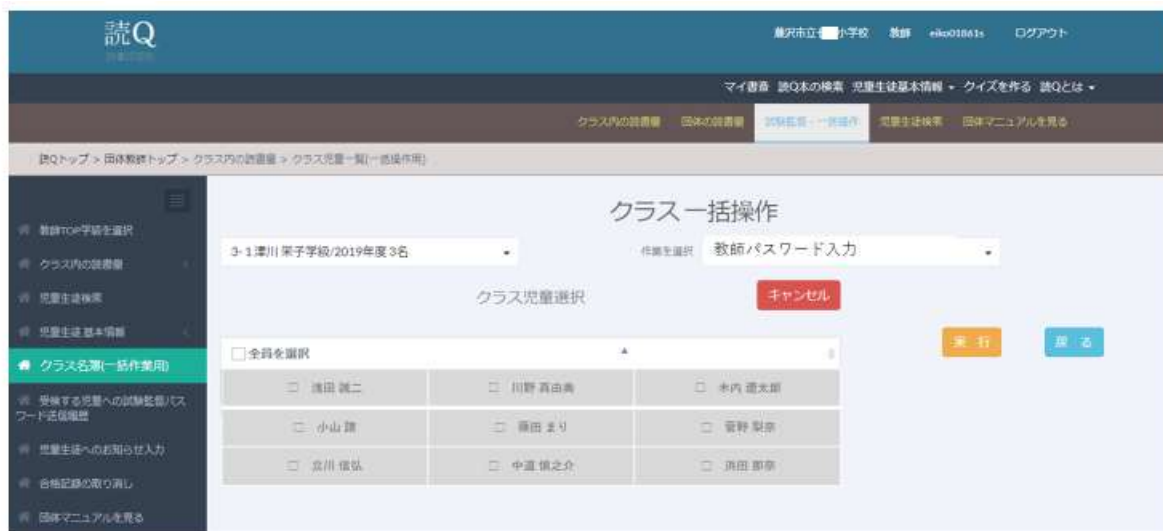 読Q
藤沢市立 小学校 教師 eiko01861s ログアウト
マイ書斎 読Q本の検索 児童生徒基本情報 クイズを作る 読Qとは
クラス内の読書量 団体の読書量 試験監督・一括操作 児童生徒検索 団体マニュアルを見る
読Qトップ > 団体教師トップ > クラス内の読書量 > クラス児童一覧(一括操作用)
クラス一括操作
教師TOP学級を選択
3-1 津川 栄子学級/2019年度 3名
作業を選択 教師パスワード入力
クラス内の読書量
クラス児童選択
キャンセル
児童生徒検索
児童生徒基本情報
実 行 戻 る
全員を選択
クラス名簿(一括作業用)
受検する児童への試験監督パス
ワード送信履歴
児童生徒へのお知らせ入力
合格記録の取り消し
団体マニュアルを見る
川野 真由美 木内 遼太郎
小山 藤田 まり 菅野 梨奈
立川 信弘 中道 慎之介 浜田 那奈